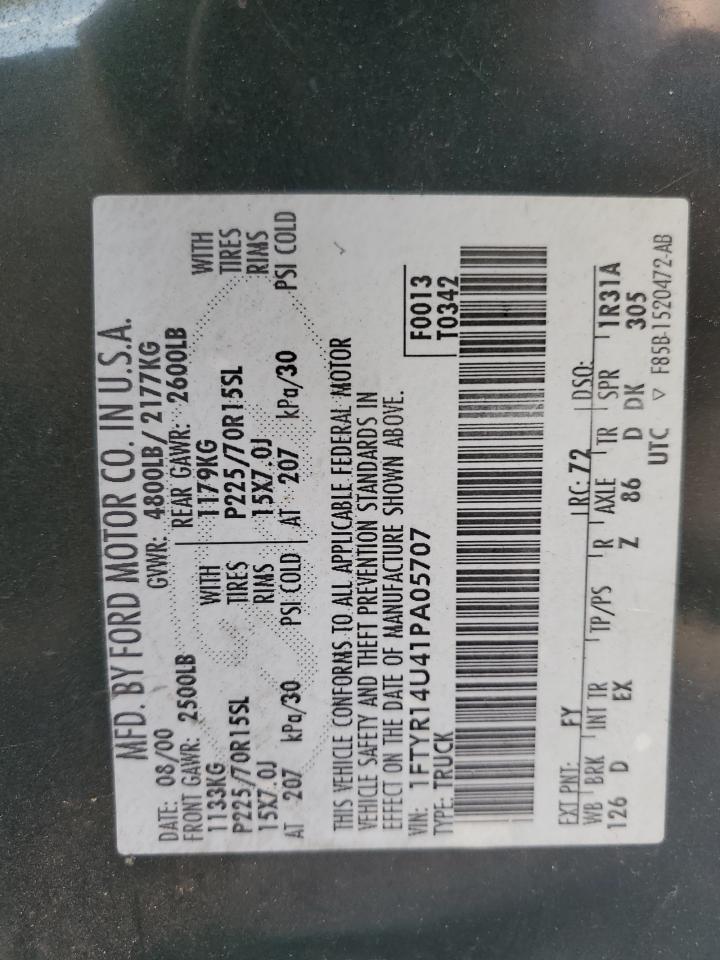 MFD. BY FORD MOTOR CO. IN U.S.A.
DATE: 08/00 GVWR: 4800LB/ 2177KG
FRONT GAWR: 2500LB REAR GAWR: 2600LB
1133KG WITH 1179KG WITH
P225/70R15SL TIRES P225/70R15SL TIRES
15X7.0J RIMS 15X7.0J RIMS
AT 207 kPa/30 PSI COLD AT 207 kPa/30 PSI COLD
THIS VEHICLE CONFORMS TO ALL APPLICABLE FEDERAL MOTOR
VEHICLE SAFETY AND THEFT PREVENTION STANDARDS IN
EFFECT ON THE DATE OF MANUFACTURE SHOWN ABOVE.
VIN: 1FTYR14U41PA05707 F0013
TYPE: TRUCK T0342
EXT PNT: FY RC: 72 DSO:
WB BRK INT TR TP/PS R AXLE TR SPR 1R31A
126 D EX Z 86 D DK 305
UTC ▽ F85B-1520472-AB